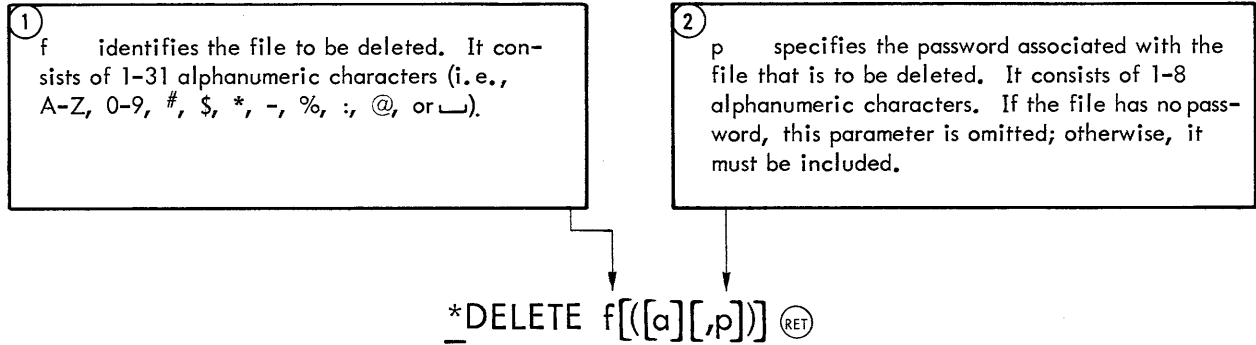 1
f identifies the file to be deleted. It con-
sists of 1-31 alphanumeric characters (i.e.,
A-Z, 0-9, #, $, *, -, %, :, @, or ⎵).
2
p specifies the password associated with the
file that is to be deleted. It consists of 1-8
alphanumeric characters. If the file has no pass-
word, this parameter is omitted; otherwise, it
must be included.
*DELETE f[([a][,p])] RET